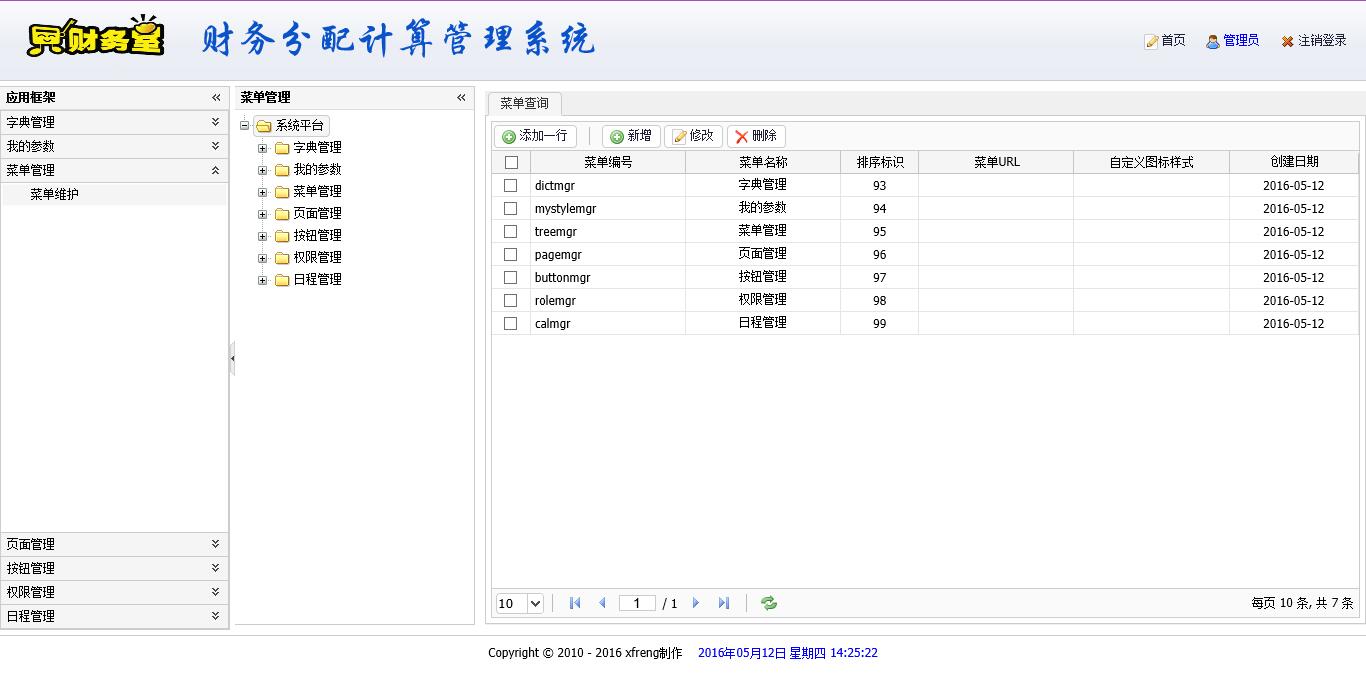 贝财务堂 财务分配计算管理系统
首页 管理员 注销登录
应用框架
字典管理
我的参数
菜单管理
菜单维护
页面管理
按钮管理
权限管理
日程管理
菜单管理
系统平台
字典管理
我的参数
菜单管理
页面管理
按钮管理
权限管理
日程管理
菜单查询
添加一行 新增 修改 删除
菜单编号 菜单名称 排序标识 菜单URL 自定义图标样式 创建日期
dictmgr 字典管理 93 2016-05-12
mystylemgr 我的参数 94 2016-05-12
treemgr 菜单管理 95 2016-05-12
pagemgr 页面管理 96 2016-05-12
buttonmgr 按钮管理 97 2016-05-12
rolemgr 权限管理 98 2016-05-12
calmgr 日程管理 99 2016-05-12
10 1 / 1 每页 10 条, 共 7 条
Copyright © 2010 - 2016 xfreng制作 2016年05月12日 星期四 14:25:22